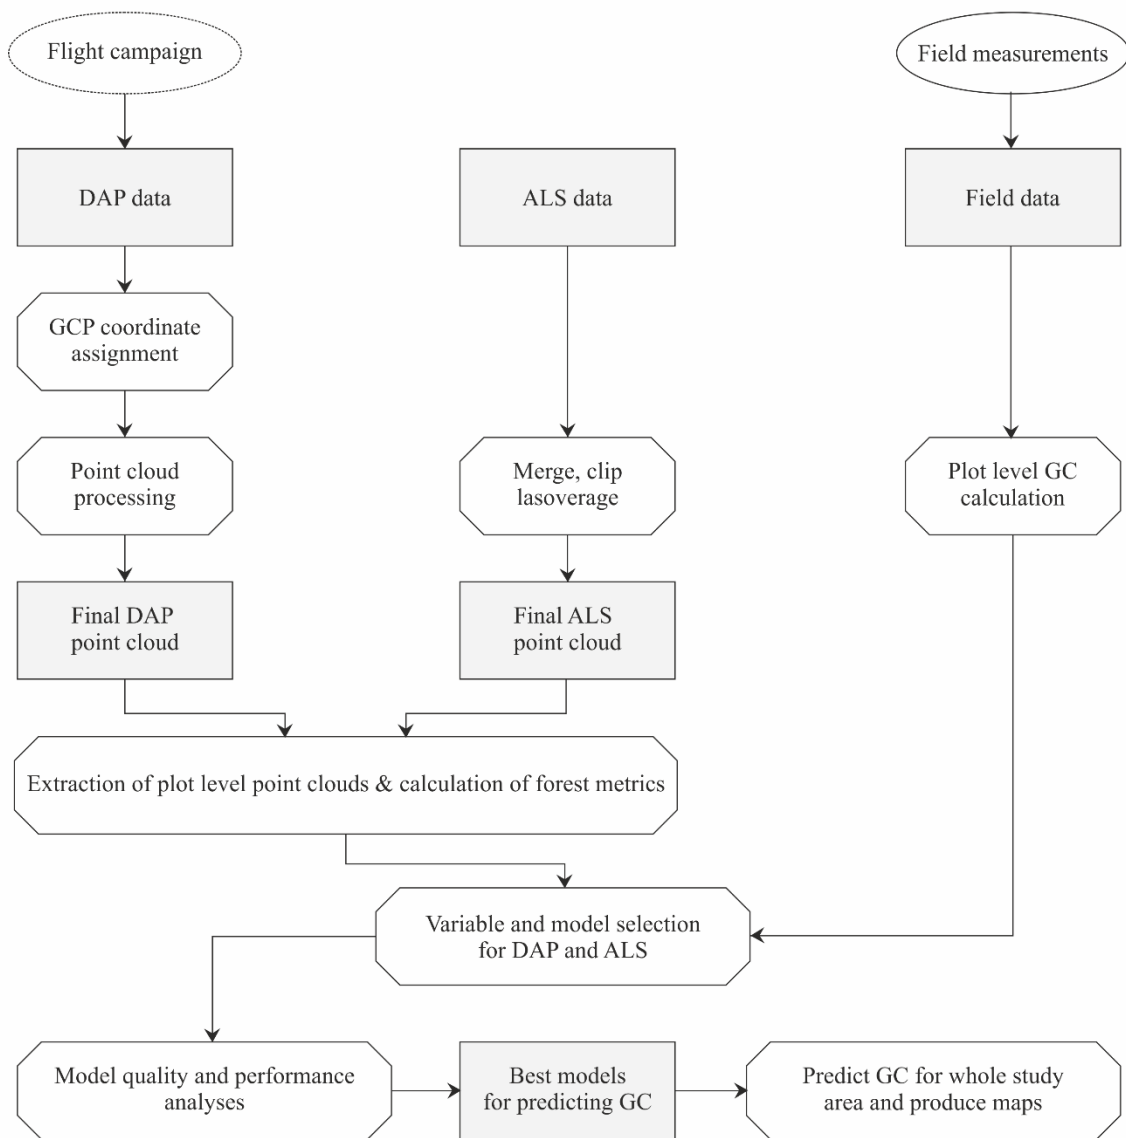 Flight campaign
Field measurements
DAP data
ALS data
Field data
GCP coordinate
assignment
Point cloud
processing
Merge, clip
lasoverage
Plot level GC
calculation
Final DAP
point cloud
Final ALS
point cloud
Extraction of plot level point clouds & calculation of forest metrics
Variable and model selection
for DAP and ALS
Model quality and performance
analyses
Best models
for predicting GC
Predict GC for whole study
area and produce maps